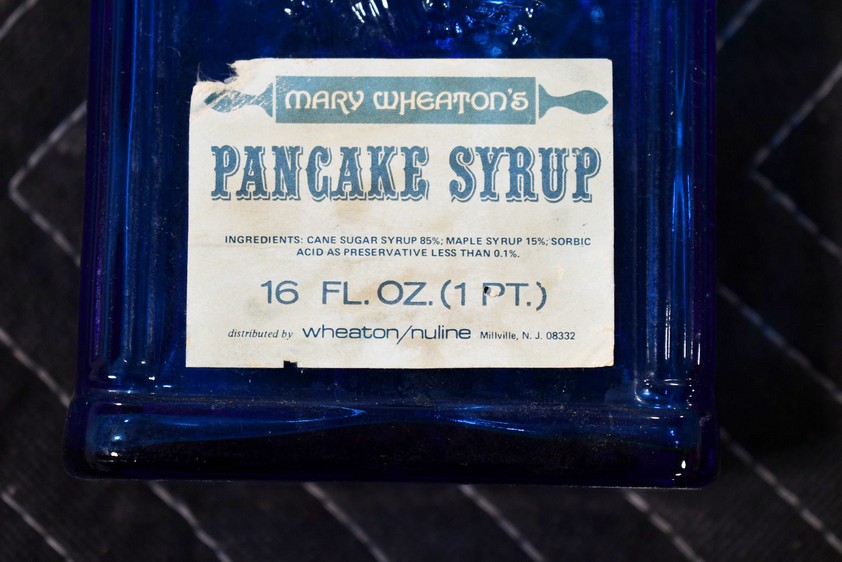 MARY WHEATON'S
PANCAKE SYRUP
INGREDIENTS: CANE SUGAR SYRUP 85%; MAPLE SYRUP 15%; SORBIC
ACID AS PRESERVATIVE LESS THAN 0.1%.
16 FL. OZ. (1 PT.)
distributed by wheaton/nuline Millville, N. J. 08332